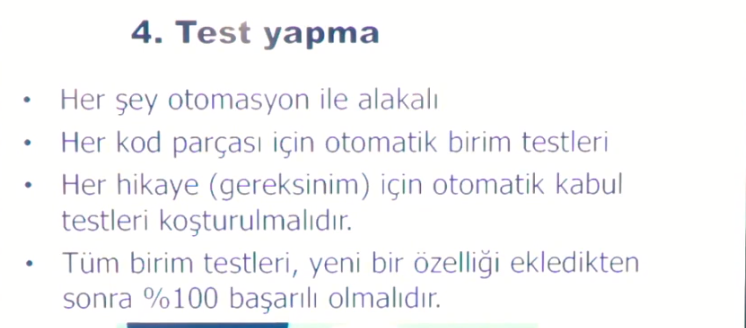 4. Test yapma
• Her şey otomasyon ile alakalı
• Her kod parçası için otomatik birim testleri
• Her hikaye (gereksinim) için otomatik kabul
testleri koşturulmalıdır.
• Tüm birim testleri, yeni bir özelliği ekledikten
sonra %100 başarılı olmalıdır.